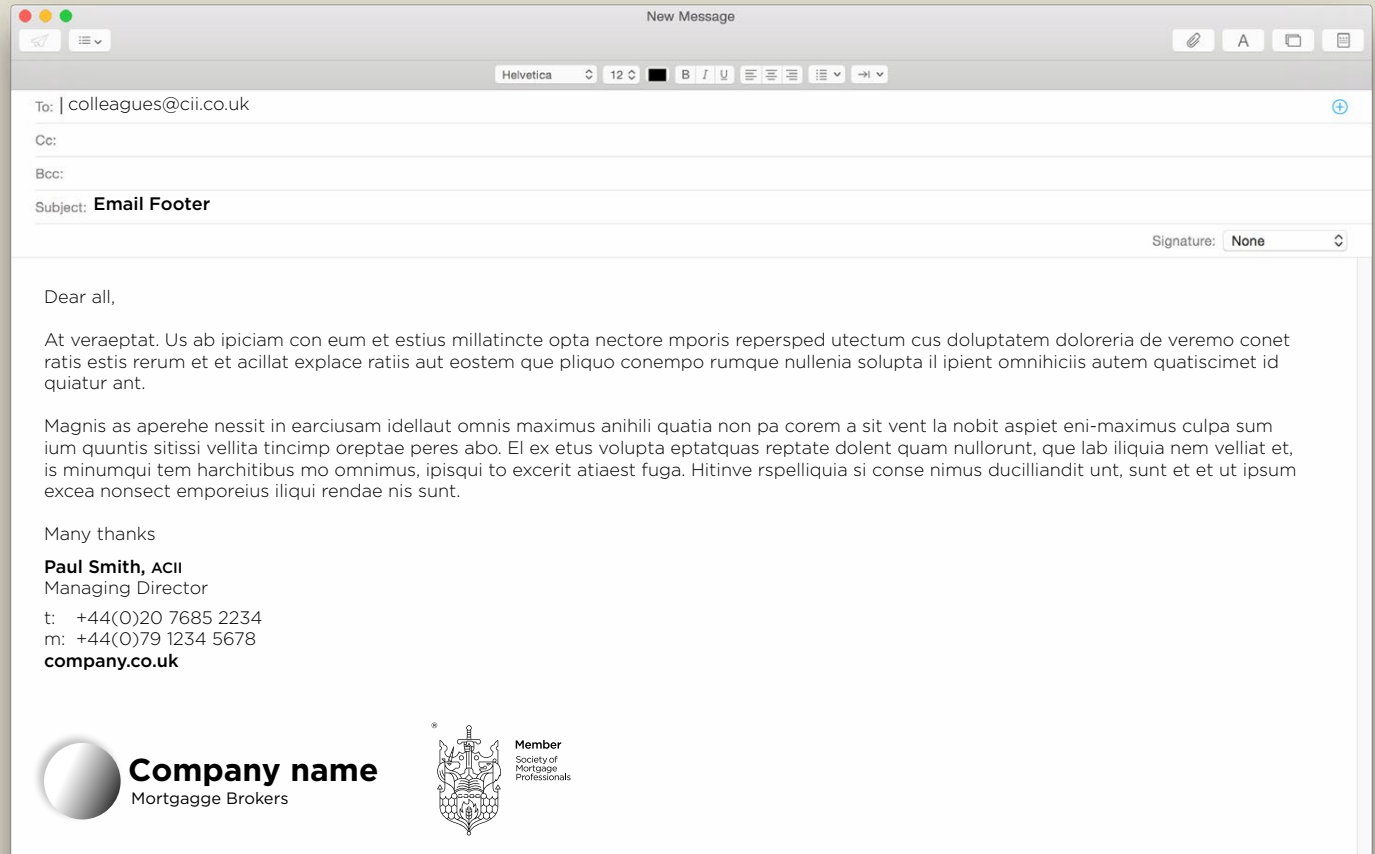 New Message
A
Helvetica 12 B I U
To: colleagues@cii.co.uk
Cc:
Bcc:
Subject: Email Footer
Signature: None
Dear all,
At veraeptat. Us ab ipiciam con eum et estius millatincte opta nectore mporis repersped utectum cus doluptatem doloreria de veremo conet
ratis estis rerum et et acillat explace ratiis aut eostem que pliquo conempo rumque nullenia solupta il ipient omnihiciis autem quatiscimet id
quiatur ant.
Magnis as aperehe nessit in earciusam idellaut omnis maximus anihili quatia non pa corem a sit vent la nobit aspiet eni-maximus culpa sum
ium quuntis sitissi vellita tincimp oreptae peres abo. El ex etus volupta eptatquas reptate dolent quam nullorunt, que lab iliquia nem velliat et,
is minumqui tem harchitibus mo omnimus, ipisqui to excerit atiaest fuga. Hitinve rspelliquia si conse nimus ducilliandit unt, sunt et et ut ipsum
excea nonsect emporeius iliqui rendae nis sunt.
Many thanks
Paul Smith, ACII
Managing Director
t: +44(0)20 7685 2234
m: +44(0)79 1234 5678
company.co.uk
Company name
Mortgagge Brokers
®
Member
Society of
Mortgage
Professionals